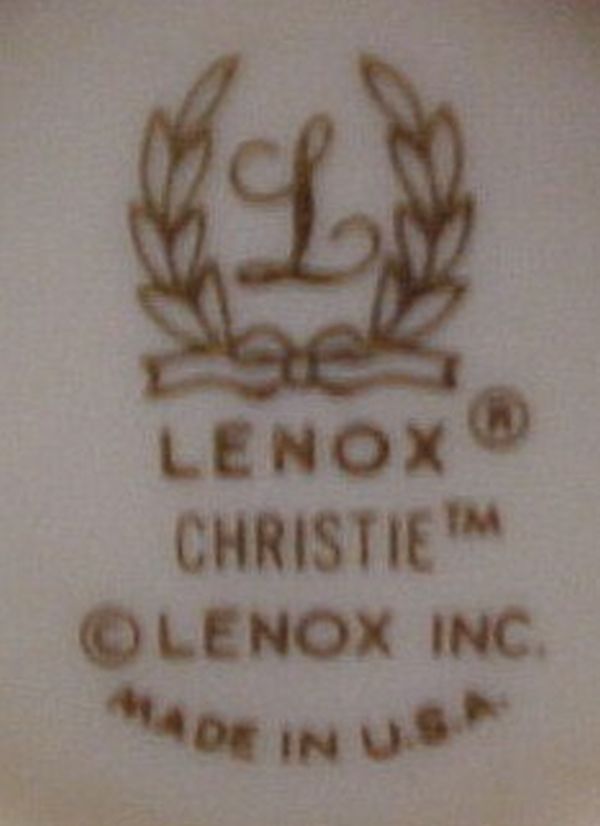 L
LENOX®
CHRISTIE™
© LENOX INC.
MADE IN U.S.A.